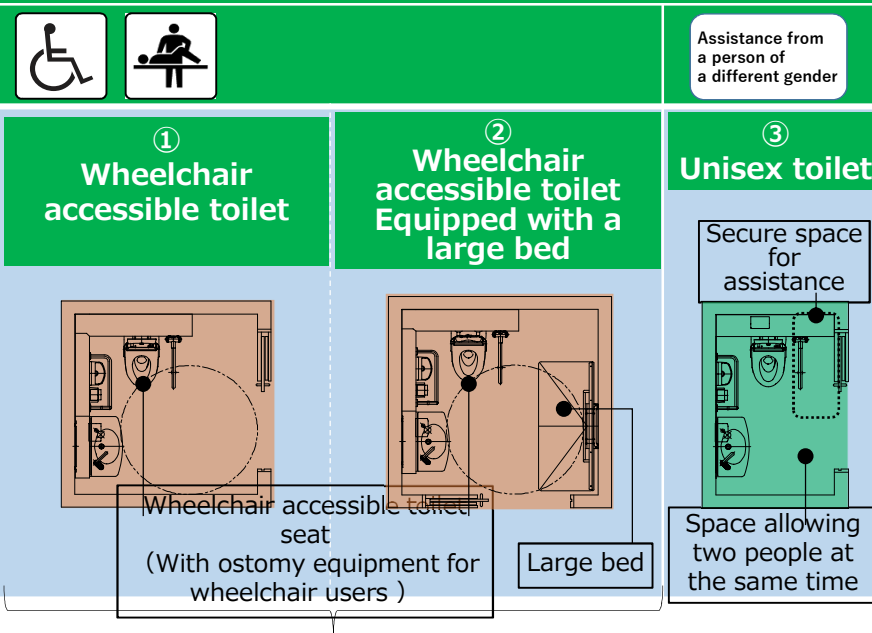 Assistance from
a person of
a different gender
①
Wheelchair
accessible toilet
②
Wheelchair
accessible toilet
Equipped with a
large bed
③
Unisex toilet
Secure space
for
assistance
Wheelchair accessible toilet
seat
(With ostomy equipment for
wheelchair users )
Large bed
Space allowing
two people at
the same time